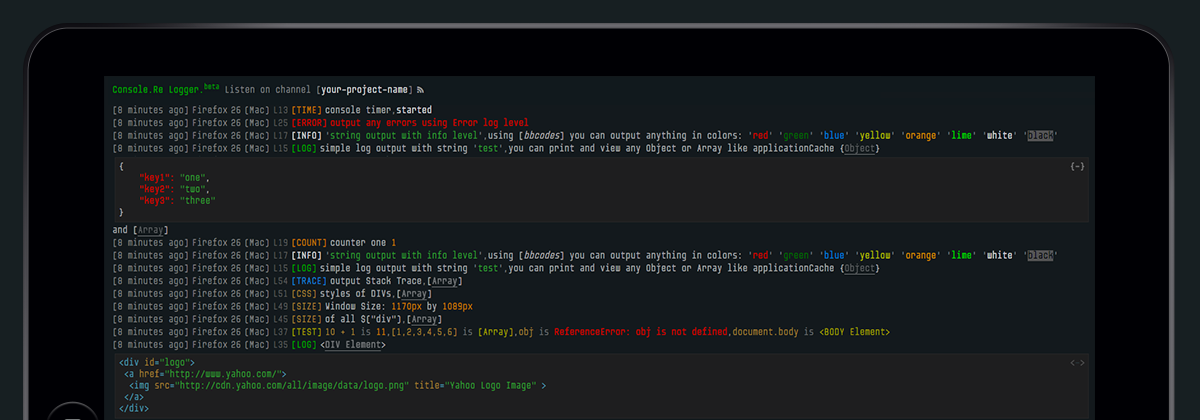 Console.Re Logger.beta Listen on channel [your-project-name]
[8 minutes ago] Firefox 26 [Mac] L13 [TIME] console timer,started
[8 minutes ago] Firefox 26 [Mac] L25 [ERROR] output any errors using Error log level
[8 minutes ago] Firefox 26 [Mac] L17 [INFO] 'string output with info level',using [bbcodes] you can output anything in colors: 'red' 'green' 'blue' 'yellow' 'orange' 'lime' 'white' 'black'
[8 minutes ago] Firefox 26 [Mac] L15 [LOG] simple log output with string 'test',you can print and view any Object or Array like applicationCache {Object}
{ {-}
"key1": "one",
"key2": "two",
"key3": "three"
}
and [Array]
[8 minutes ago] Firefox 26 [Mac] L19 [COUNT] counter one 1
[8 minutes ago] Firefox 26 [Mac] L17 [INFO] 'string output with info level',using [bbcodes] you can output anything in colors: 'red' 'green' 'blue' 'yellow' 'orange' 'lime' 'white' 'black'
[8 minutes ago] Firefox 26 [Mac] L15 [LOG] simple log output with string 'test',you can print and view any Object or Array like applicationCache {Object}
[8 minutes ago] Firefox 26 [Mac] L54 [TRACE] output Stack Trace,[Array]
[8 minutes ago] Firefox 26 [Mac] L51 [CSS] styles of DIVs,[Array]
[8 minutes ago] Firefox 26 [Mac] L49 [SIZE] Window Size: 1170px by 1089px
[8 minutes ago] Firefox 26 [Mac] L45 [SIZE] of all $("div"),[Array]
[8 minutes ago] Firefox 26 [Mac] L37 [TEST] 10 + 1 is 11,[1,2,3,4,5,6] is [Array],obj is ReferenceError: obj is not defined,document.body is <BODY Element>
[8 minutes ago] Firefox 26 [Mac] L35 [LOG] <DIV Element>
<div id="logo"> <->
<a href="http://www.yahoo.com/">
<img src="http://cdn.yahoo.com/all/image/data/logo.png" title="Yahoo Logo Image" >
</a>
</div>